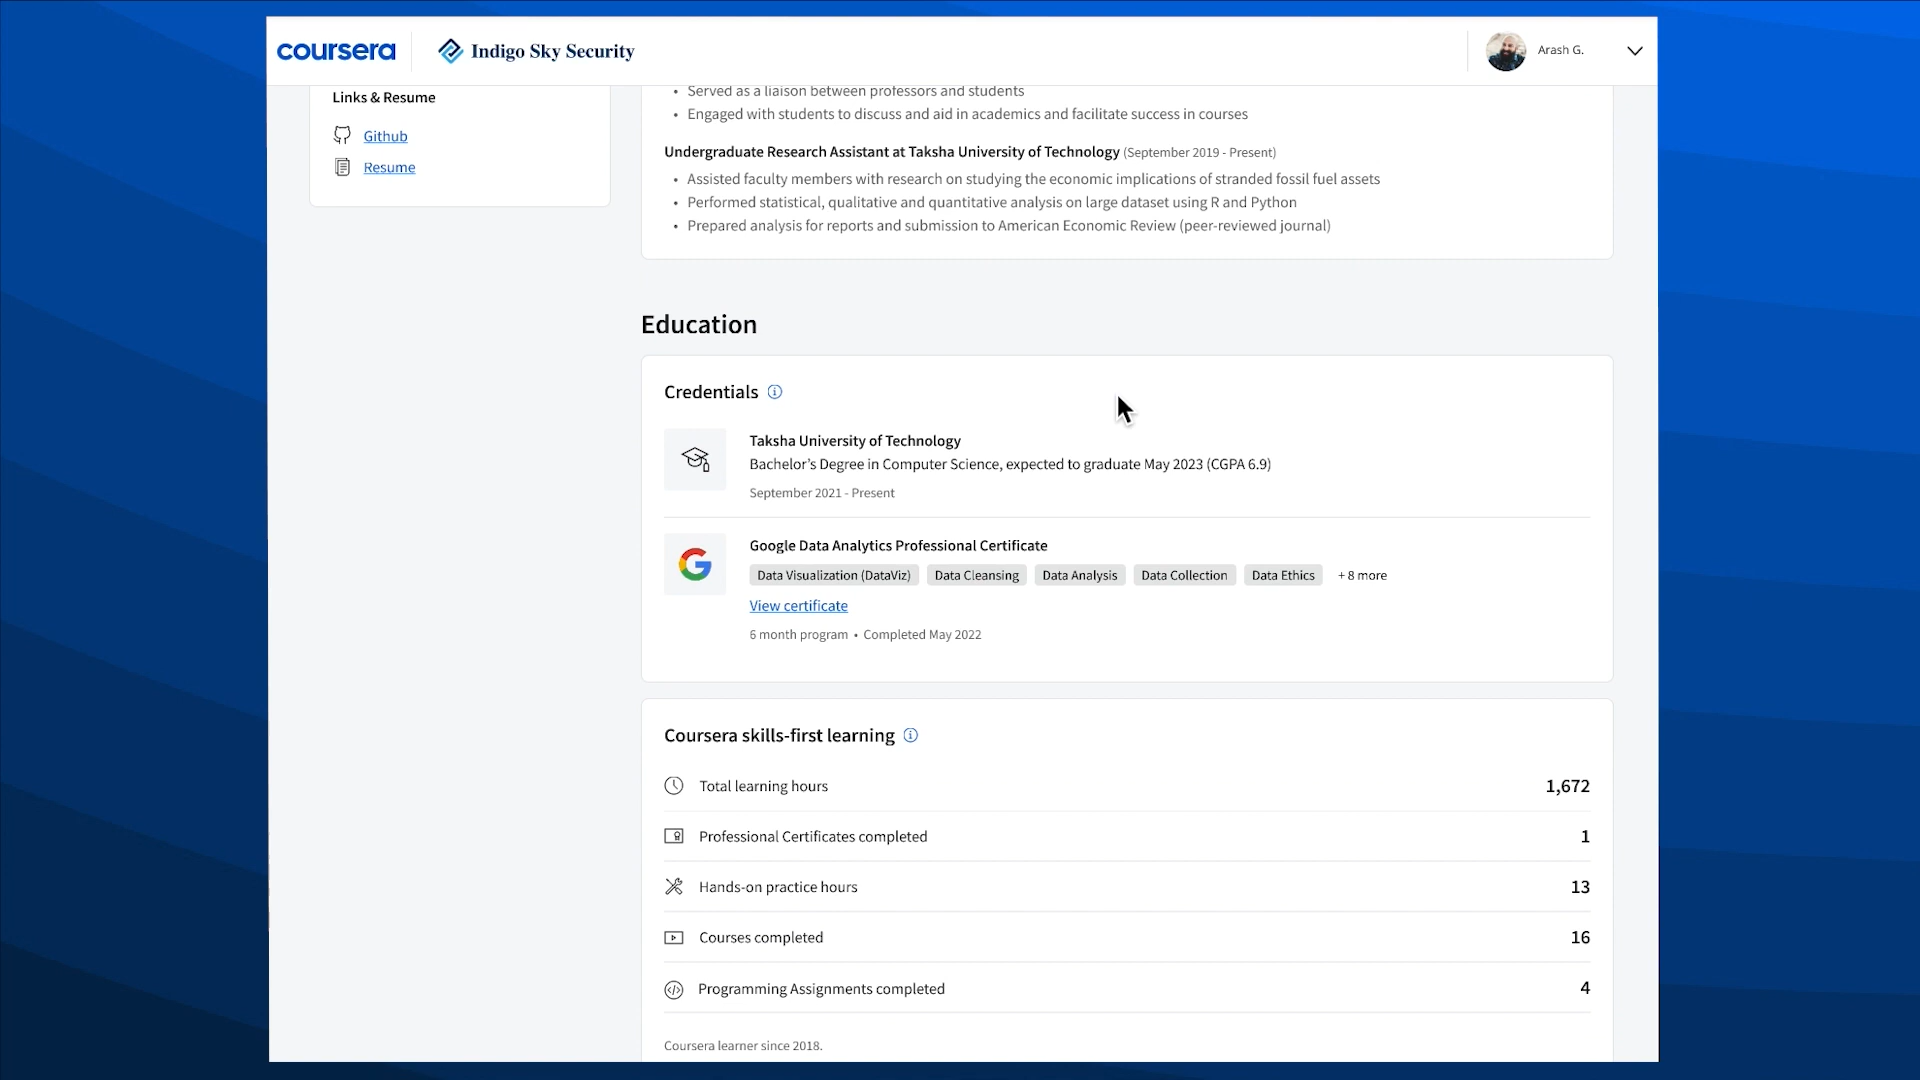 coursera
Indigo Sky Security
Arash G.
Links & Resume
Github
Resume
• Served as a liaison between professors and students
• Engaged with students to discuss and aid in academics and facilitate success in courses
Undergraduate Research Assistant at Taksha University of Technology (September 2019 - Present)
• Assisted faculty members with research on studying the economic implications of stranded fossil fuel assets
• Performed statistical, qualitative and quantitative analysis on large dataset using R and Python
• Prepared analysis for reports and submission to American Economic Review (peer-reviewed journal)
Education
Credentials
Taksha University of Technology
Bachelor's Degree in Computer Science, expected to graduate May 2023 (CGPA 6.9)
September 2021 - Present
Google Data Analytics Professional Certificate
Data Visualization (DataViz) Data Cleansing Data Analysis Data Collection Data Ethics + 8 more
View certificate
6 month program • Completed May 2022
Coursera skills-first learning
Total learning hours 1,672
Professional Certificates completed 1
Hands-on practice hours 13
Courses completed 16
Programming Assignments completed 4
Coursera learner since 2018.